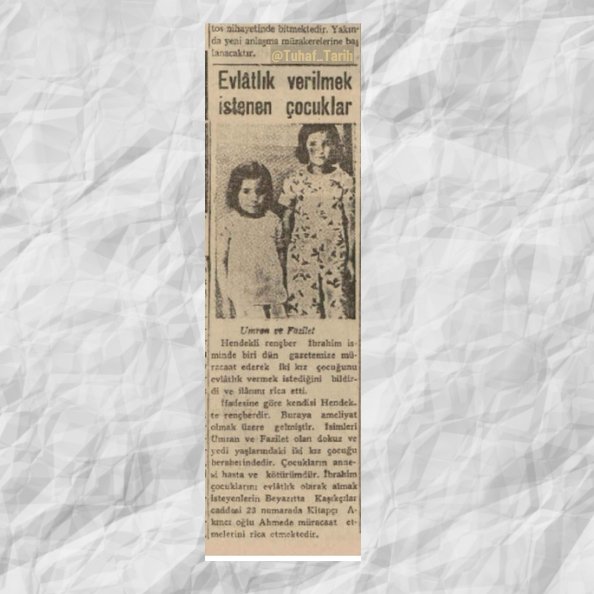 tos nihayetinde bitmektedir. Yakın-
da yeni anlaşma müzakerelerine baş
lanacaktır.
@Tuhaf_Tarih
Evlâtlık verilmek
istenen çocuklar
Umran ve Fazilet
Hendekli rençber İbrahim is-
minde biri dün gazetemize mü-
racaat ederek iki kız çocuğunu
evlâtlık vermek istediğini bildir-
di ve ilânını rica etti.
İfadesine göre kendisi Hendek-
te rençberdir. Buraya ameliyat
olmak üzere gelmiştir. İsimleri
Umran ve Fazilet olan dokuz ve
yedi yaşlarındaki iki kız çocuğu
beraberindedir. Çocukların anne-
si hasta ve kötürümdür. İbrahim
çocuklarını evlâtlık olarak almak
isteyenlerin Beyazıtta Kaşıkçılar
caddesi 23 numarada Kitapçı A-
kıncı oğlu Ahmede müracaat et-
melerini rica etmektedir.